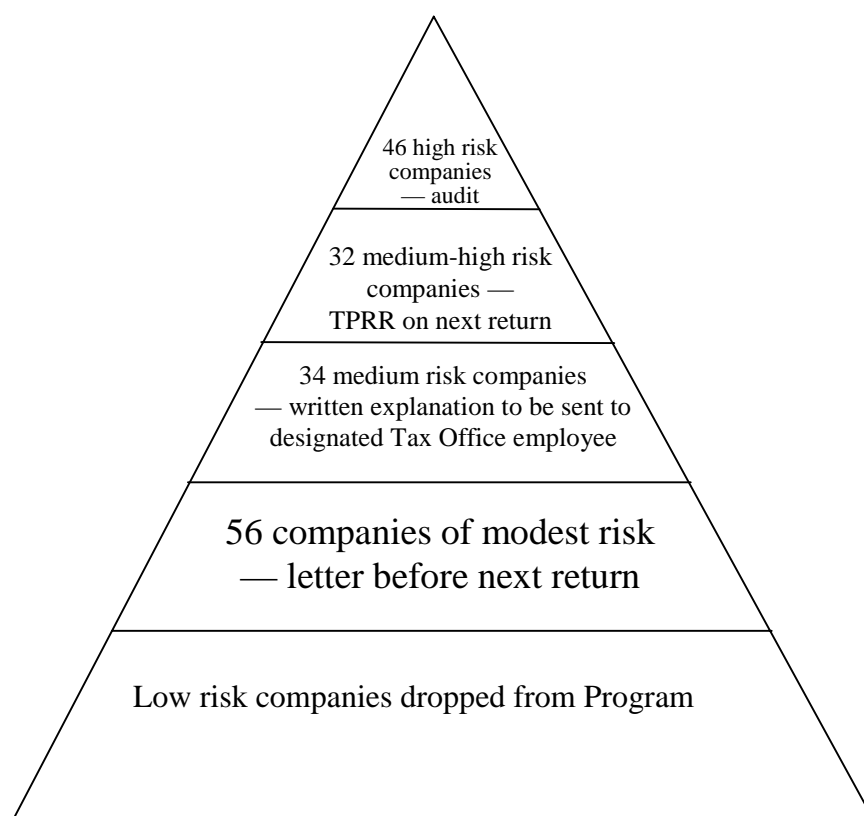 46 high risk
companies
— audit
32 medium-high risk
companies —
TPRR on next return
34 medium risk companies
— written explanation to be sent to
designated Tax Office employee
56 companies of modest risk
— letter before next return
Low risk companies dropped from Program